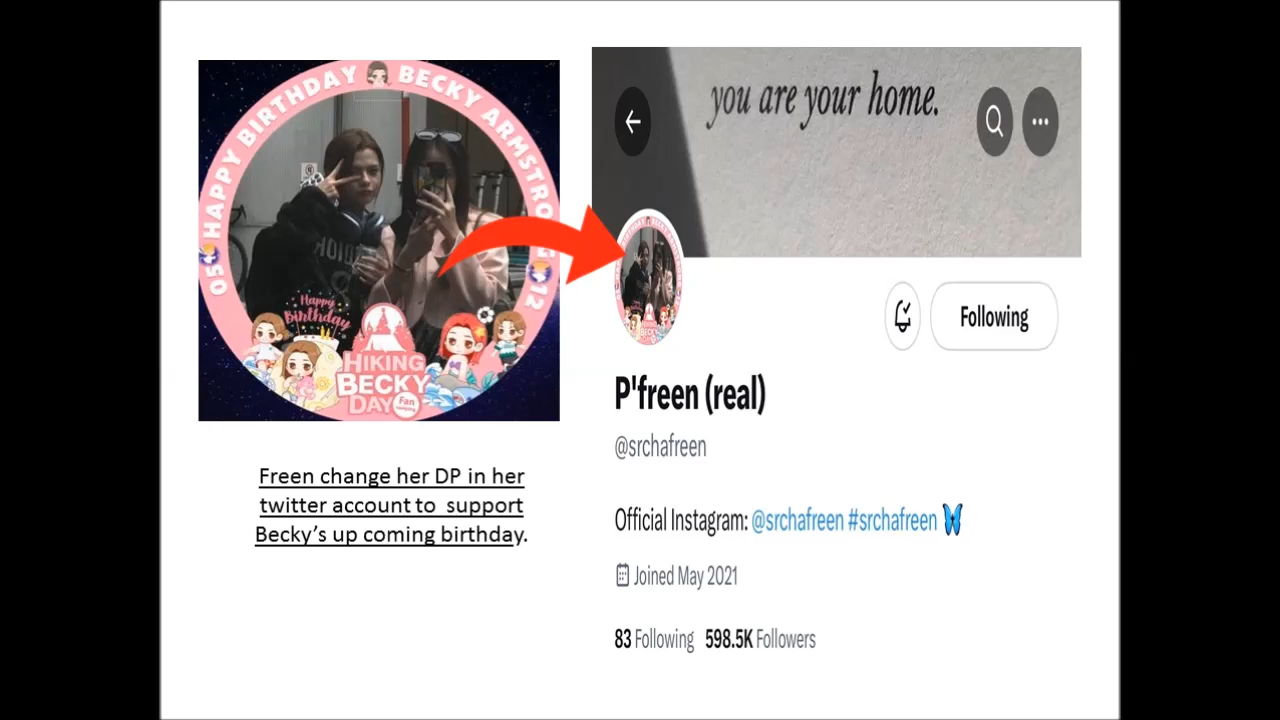 HAPPY BIRTHDAY BECKY ARMSTRO
05
12
Happy
Birthday
HIKING
BECKY
DAY
Fan
Freen change her DP in her
twitter account to  support
Becky’s up coming birthday.
you are your home.
Following
P'freen (real)
@srchafreen
Official Instagram: @srchafreen #srchafreen 🦋
Joined May 2021
83 Following 598.5K Followers